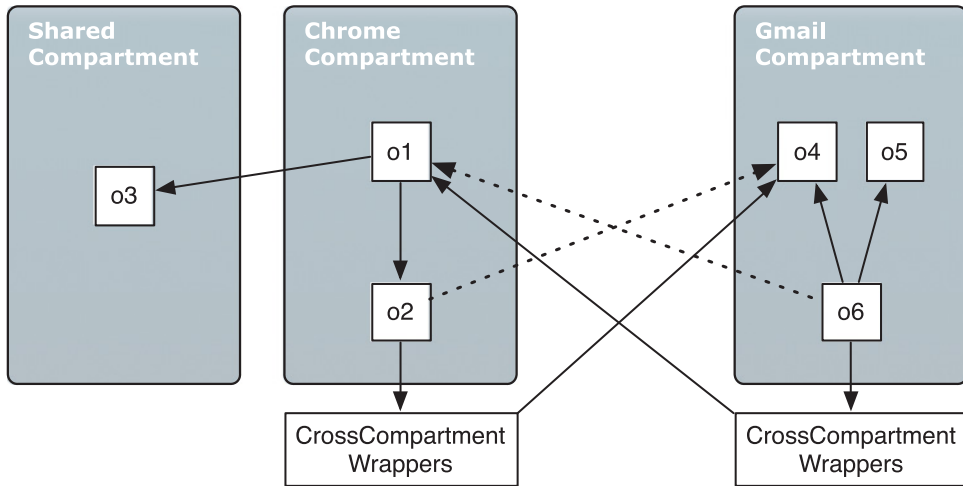 Shared
Compartment
Chrome
Compartment
Gmail
Compartment
o1
o4
o5
o3
o2
o6
CrossCompartment
Wrappers
CrossCompartment
Wrappers